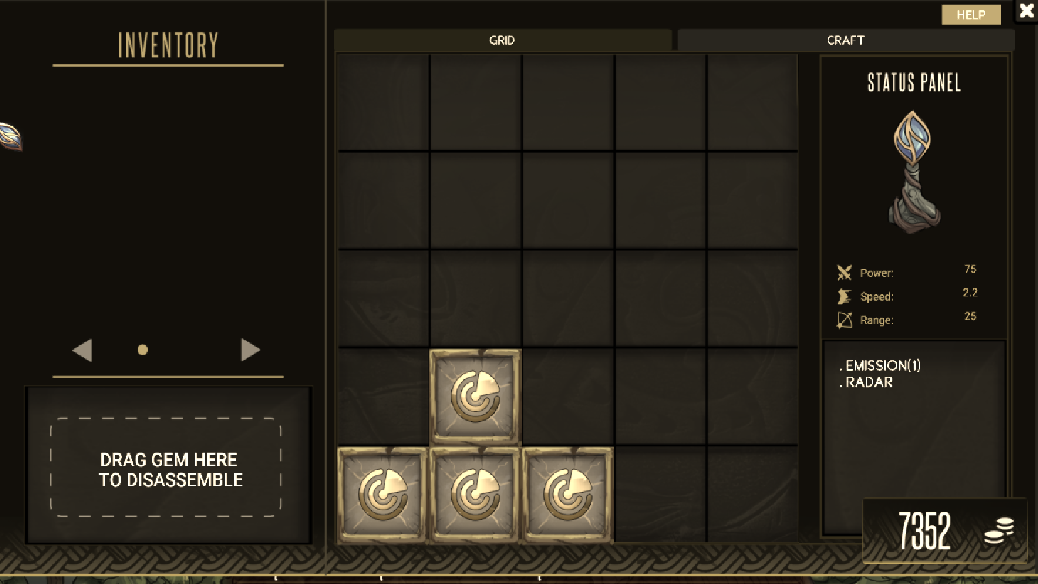 HELP
INVENTORY
GRID
CRAFT
STATUS PANEL
Power: 75
Speed: 2.2
Range: 25
. EMISSION(1)
. RADAR
DRAG GEM HERE
TO DISASSEMBLE
7352